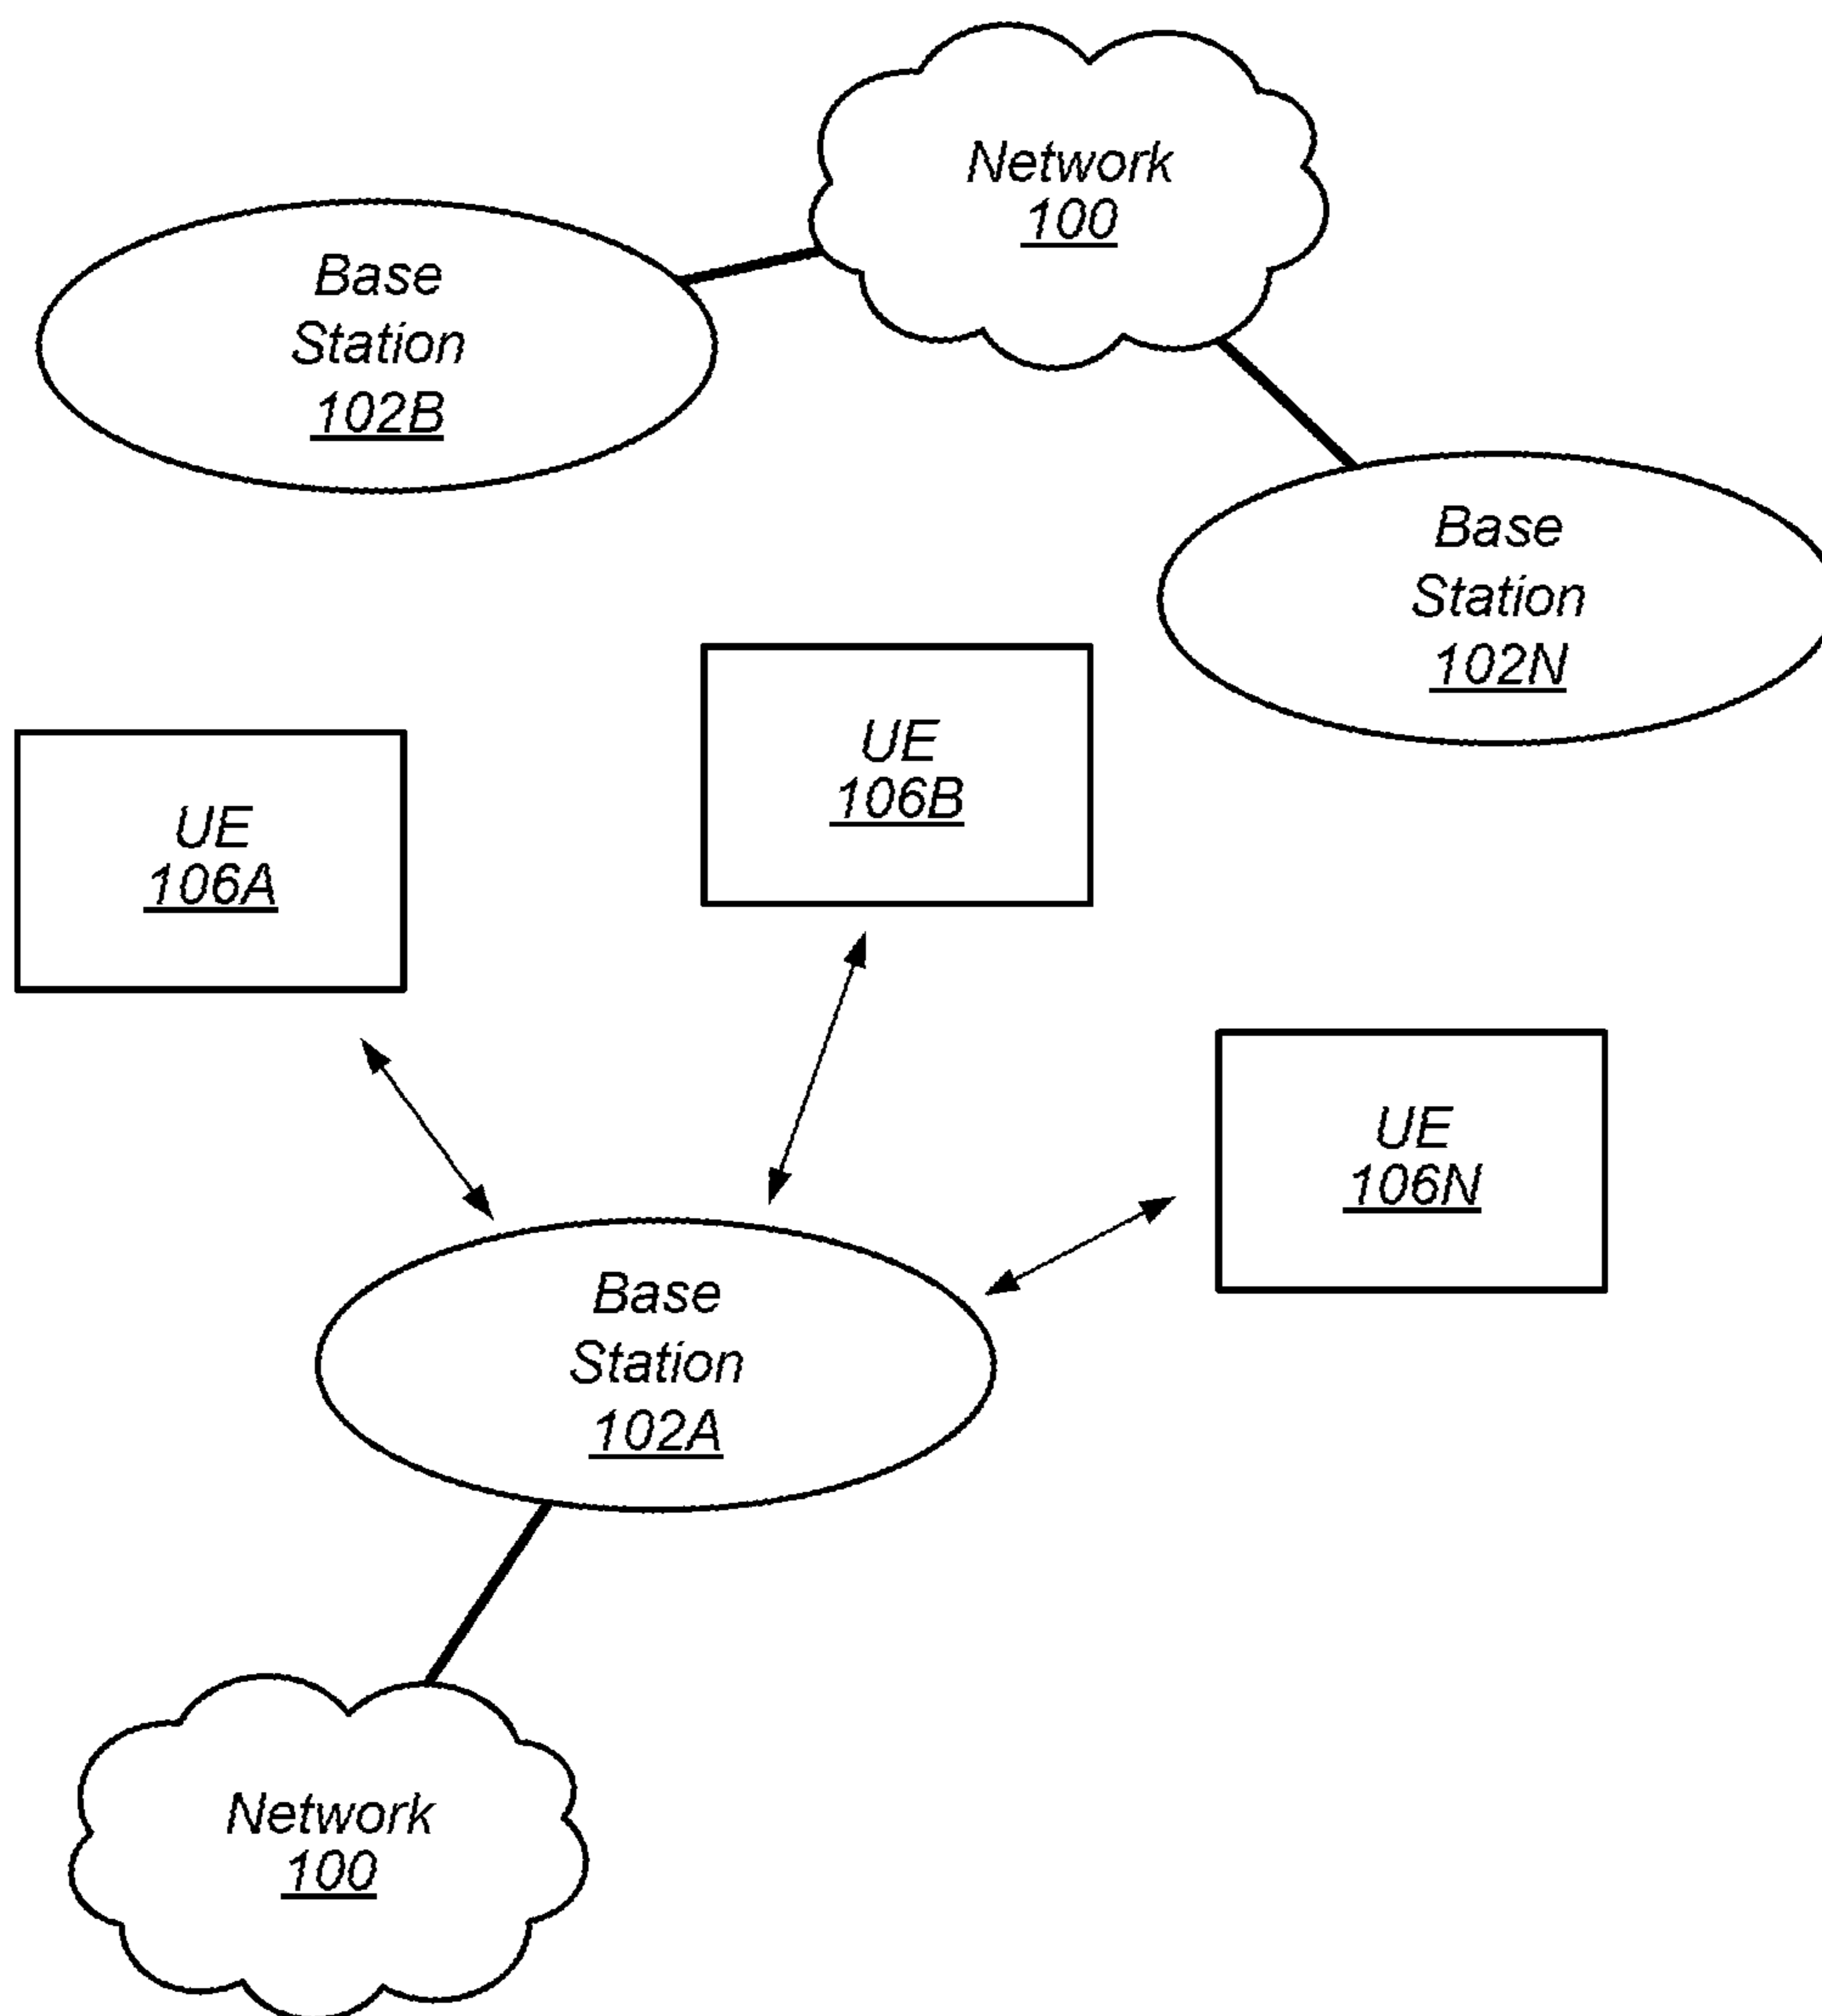 Network
100
Base
Station
102B
Base
Station
102N
UE
106B
UE
106A
UE
106N
Base
Station
102A
Network
100